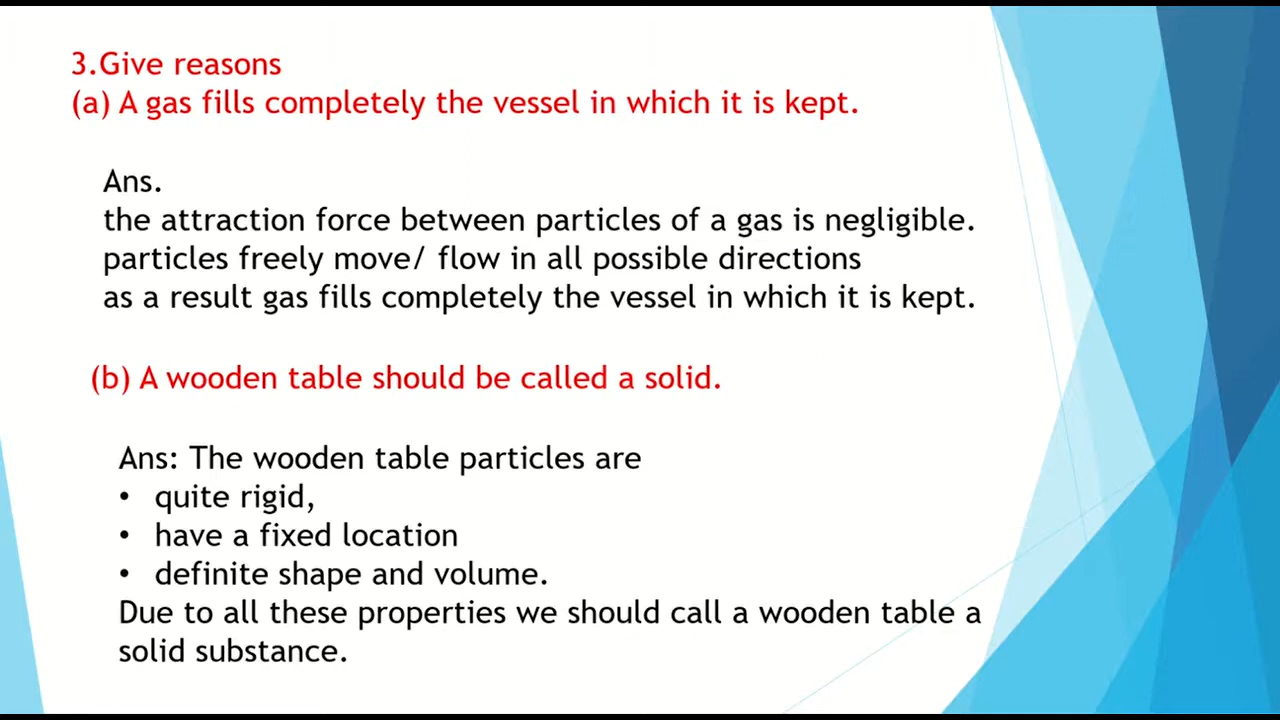 3.Give reasons
(a) A gas fills completely the vessel in which it is kept.
Ans.
the attraction force between particles of a gas is negligible.
particles freely move/ flow in all possible directions
as a result gas fills completely the vessel in which it is kept.
(b) A wooden table should be called a solid.
Ans: The wooden table particles are
• quite rigid,
• have a fixed location
• definite shape and volume.
Due to all these properties we should call a wooden table a
solid substance.